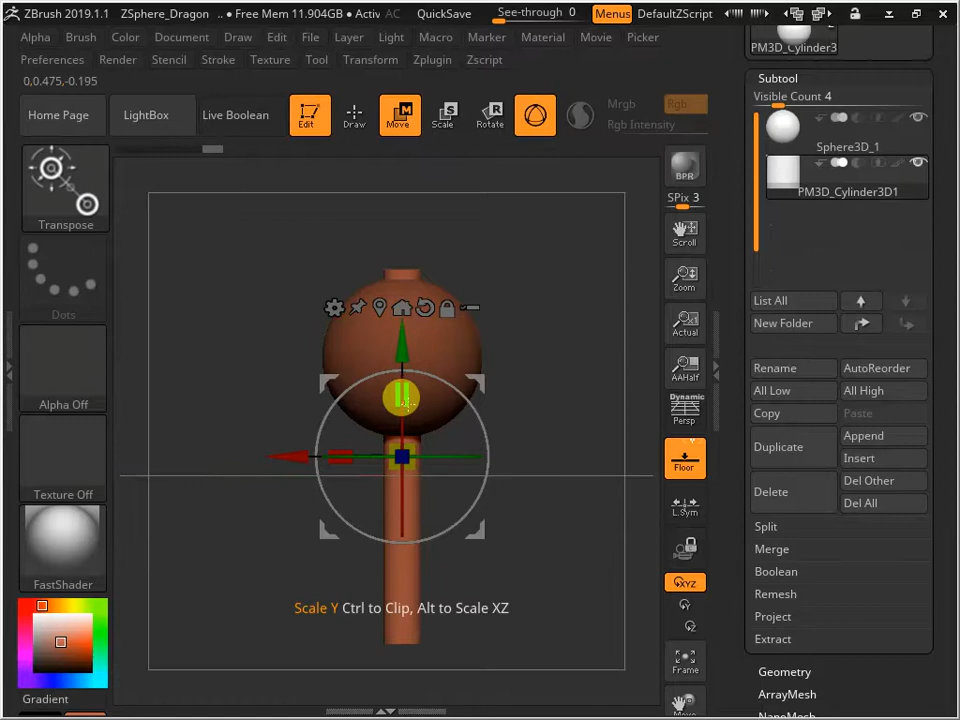 ZBrush 2019.1.1 ZSphere_Dragon .. • Free Mem 11.904GB • Activ AC QuickSave See-through 0 Menus DefaultZScript
Alpha Brush Color Document Draw Edit File Layer Light Macro Marker Material Movie Picker
Preferences Render Stencil Stroke Texture Tool Transform Zplugin Zscript
0,0.475,-0.195
Home Page LightBox Live Boolean Edit Draw Move Scale Rotate Mrgb Rgb
Rgb Intensity
Transpose
Dots
Alpha Off
Texture Off
FastShader
Gradient
Scale Y Ctrl to Clip, Alt to Scale XZ
BPR
SPix 3
Scroll
Zoom
Actual
AAHalf
Dynamic
Persp
Floor
L.Sym
XYZ
Frame
Move
PM3D_Cylinder3
Subtool
Visible Count 4
Sphere3D_1
PM3D_Cylinder3D1
List All
New Folder
Rename AutoReorder
All Low All High
Copy Paste
Duplicate Append
Insert
Delete Del Other
Del All
Split
Merge
Boolean
Remesh
Project
Extract
Geometry
ArrayMesh
NanoMesh